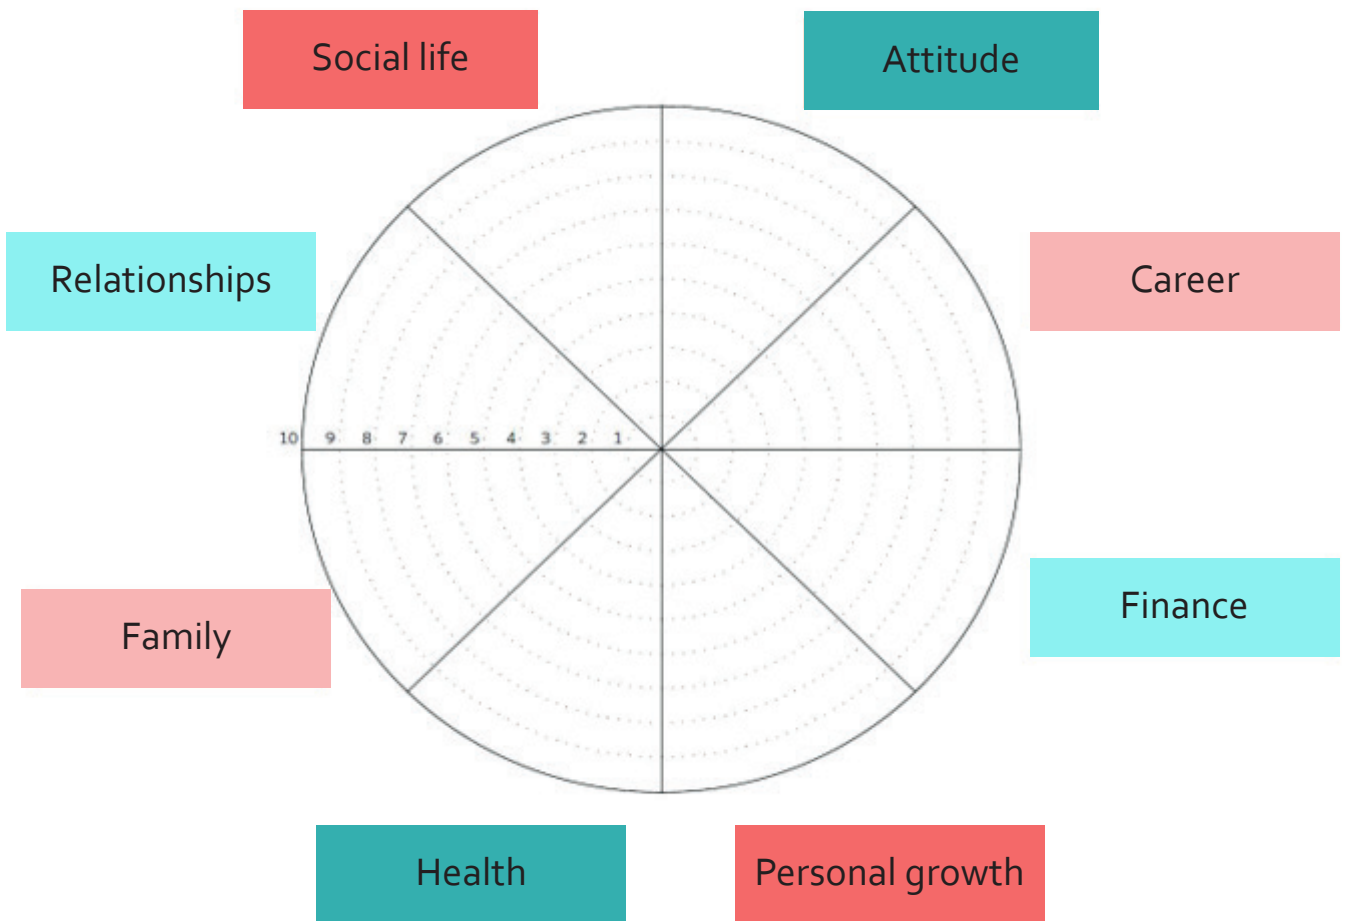 Social life
Attitude
Relationships
Career
10 9 8 7 6 5 4 3 2 1
Finance
Family
Health
Personal growth